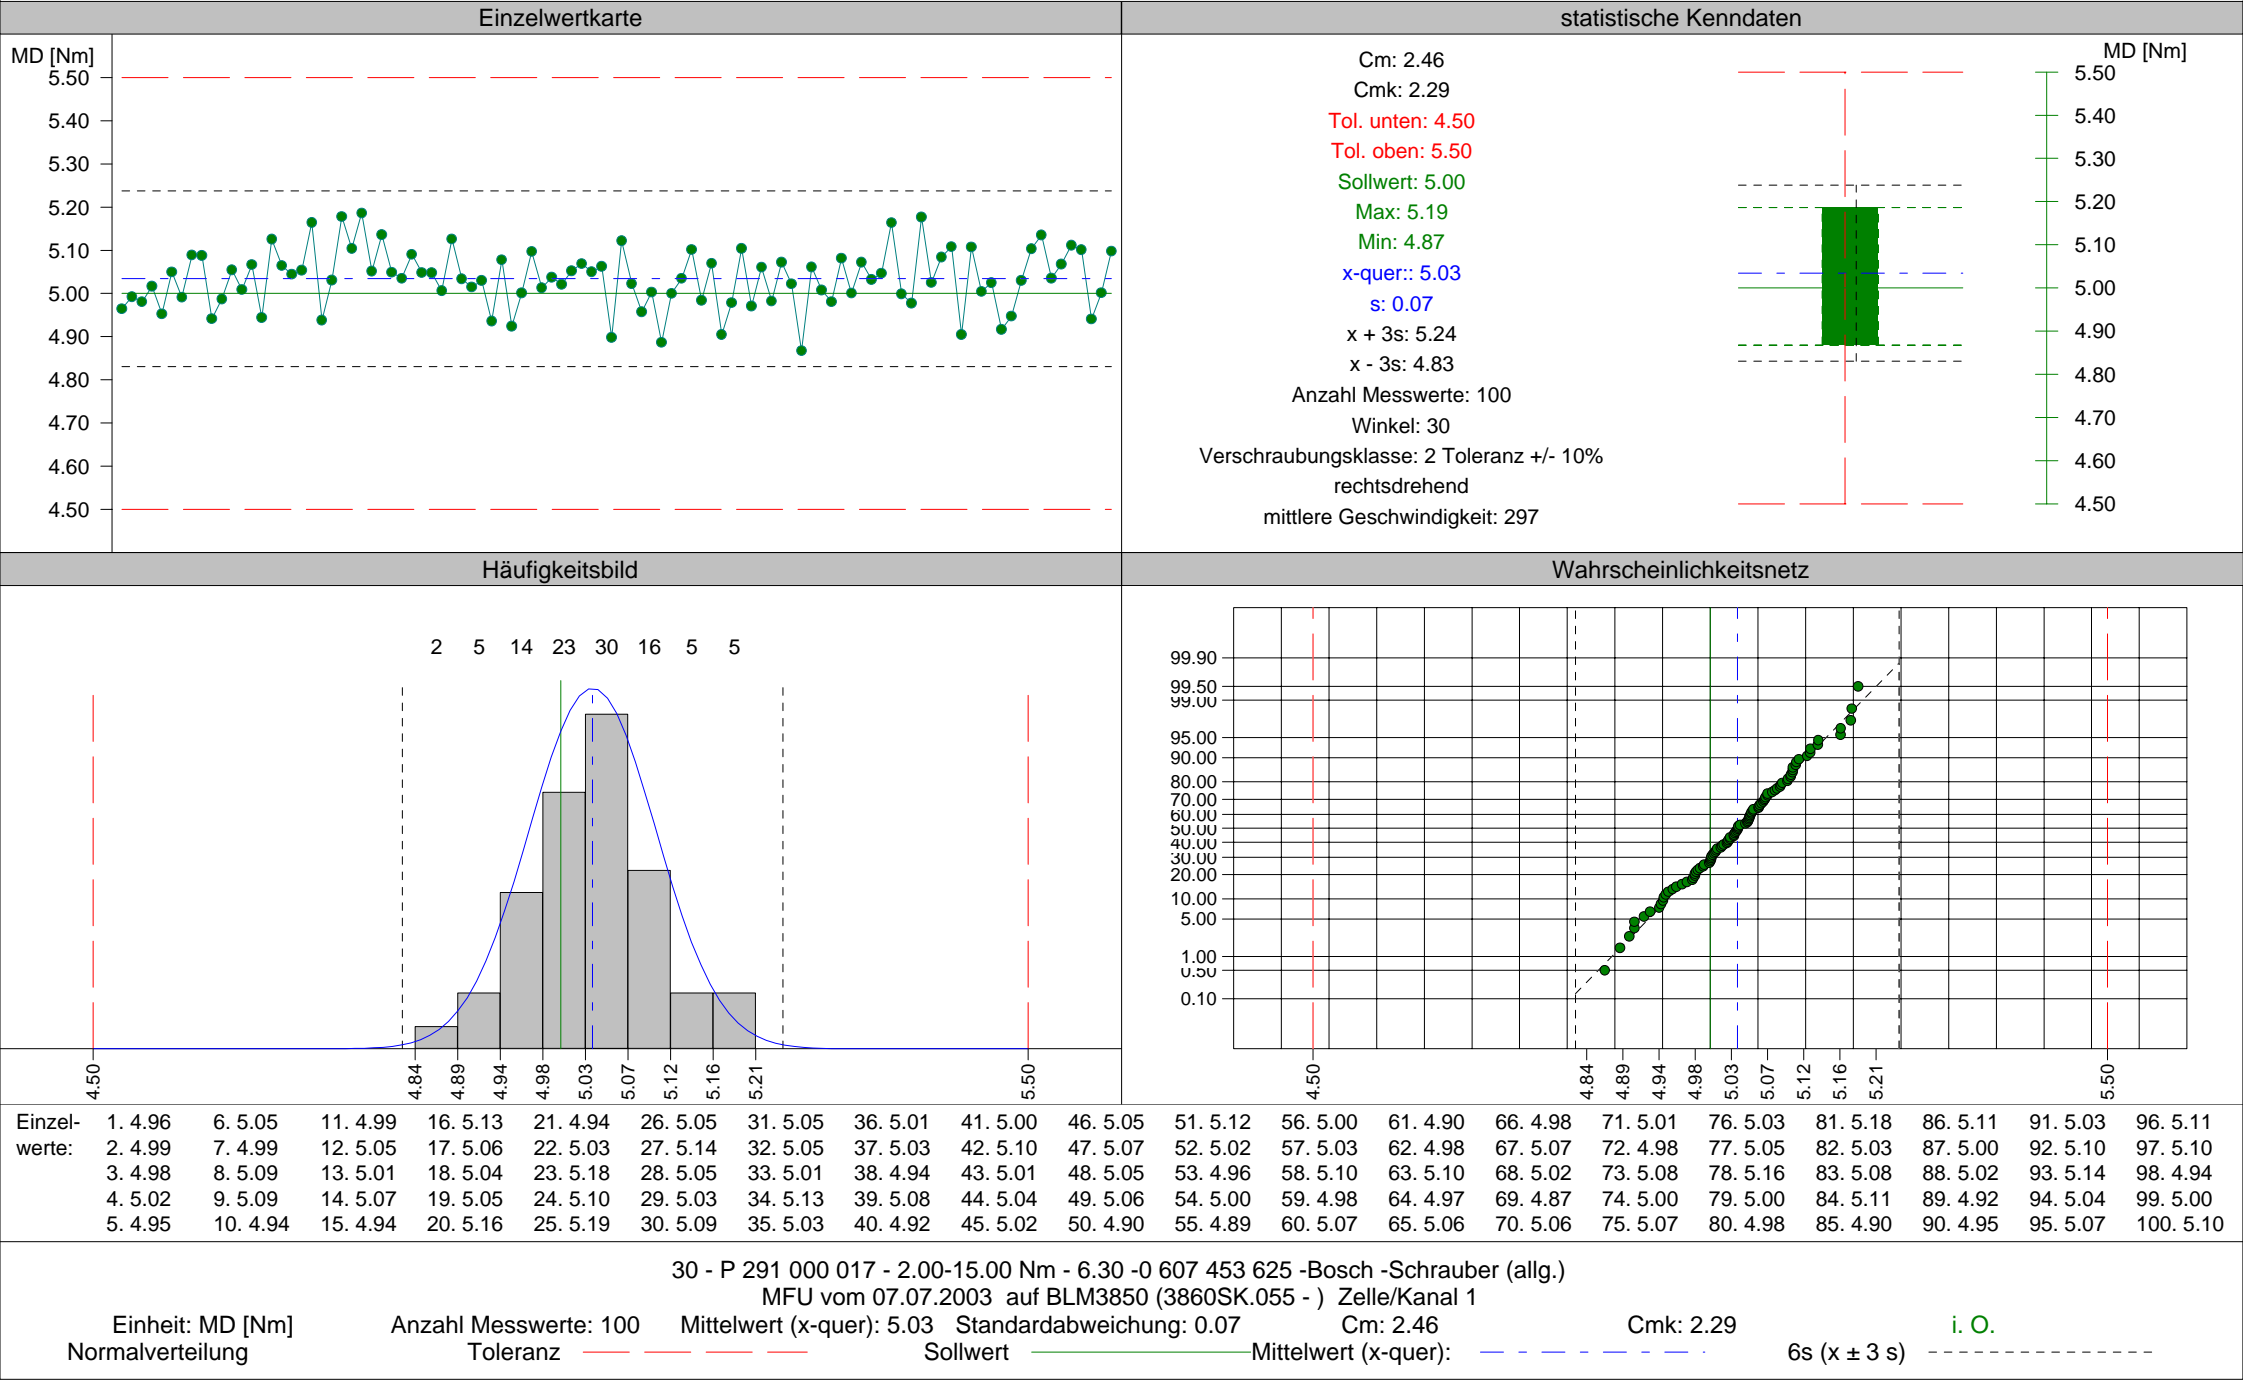 Einzelwertkarte
MD [Nm]
5.50
5.40
5.30
5.20
5.10
5.00
4.90
4.80
4.70
4.60
4.50
statistische Kenndaten
Cm: 2.46
Cmk: 2.29
Tol. unten: 4.50
Tol. oben: 5.50
Sollwert: 5.00
Max: 5.19
Min: 4.87
x-quer:: 5.03
s: 0.07
x + 3s: 5.24
x - 3s: 4.83
Anzahl Messwerte: 100
Winkel: 30
Verschraubungsklasse: 2 Toleranz +/- 10%
rechtsdrehend
mittlere Geschwindigkeit: 297
MD [Nm]
5.50
5.40
5.30
5.20
5.10
5.00
4.90
4.80
4.70
4.60
4.50
Häufigkeitsbild
2 5 14 23 30 16 5 5
4.50 4.84 4.89 4.94 4.98 5.03 5.07 5.12 5.16 5.21 5.50
Wahrscheinlichkeitsnetz
99.90
99.50
99.00
95.00
90.00
80.00
70.00
60.00
50.00
40.00
30.00
20.00
10.00
5.00
1.00
0.50
0.10
4.50 4.84 4.89 4.94 4.98 5.03 5.07 5.12 5.16 5.21 5.50
Einzel- 1. 4.96 6. 5.05 11. 4.99 16. 5.13 21. 4.94 26. 5.05 31. 5.05 36. 5.01 41. 5.00 46. 5.05 51. 5.12 56. 5.00 61. 4.90 66. 4.98 71. 5.01 76. 5.03 81. 5.18 86. 5.11 91. 5.03 96. 5.11
werte: 2. 4.99 7. 4.99 12. 5.05 17. 5.06 22. 5.03 27. 5.14 32. 5.05 37. 5.03 42. 5.10 47. 5.07 52. 5.02 57. 5.03 62. 4.98 67. 5.07 72. 4.98 77. 5.05 82. 5.03 87. 5.00 92. 5.10 97. 5.10
3. 4.98 8. 5.09 13. 5.01 18. 5.04 23. 5.18 28. 5.05 33. 5.01 38. 4.94 43. 5.01 48. 5.05 53. 4.96 58. 5.10 63. 5.10 68. 5.02 73. 5.08 78. 5.16 83. 5.08 88. 5.02 93. 5.14 98. 4.94
4. 5.02 9. 5.09 14. 5.07 19. 5.05 24. 5.10 29. 5.03 34. 5.13 39. 5.08 44. 5.04 49. 5.06 54. 5.00 59. 4.98 64. 4.97 69. 4.87 74. 5.00 79. 5.00 84. 5.11 89. 4.92 94. 5.04 99. 5.00
5. 4.95 10. 4.94 15. 4.94 20. 5.16 25. 5.19 30. 5.09 35. 5.03 40. 4.92 45. 5.02 50. 4.90 55. 4.89 60. 5.07 65. 5.06 70. 5.06 75. 5.07 80. 4.98 85. 4.90 90. 4.95 95. 5.07 100. 5.10
30 - P 291 000 017 - 2.00-15.00 Nm - 6.30 -0 607 453 625 -Bosch -Schrauber (allg.)
MFU vom 07.07.2003 auf BLM3850 (3860SK.055 - ) Zelle/Kanal 1
Einheit: MD [Nm] Anzahl Messwerte: 100 Mittelwert (x-quer): 5.03 Standardabweichung: 0.07 Cm: 2.46 Cmk: 2.29 i. O.
Normalverteilung Toleranz Sollwert Mittelwert (x-quer): 6s (x ± 3 s)